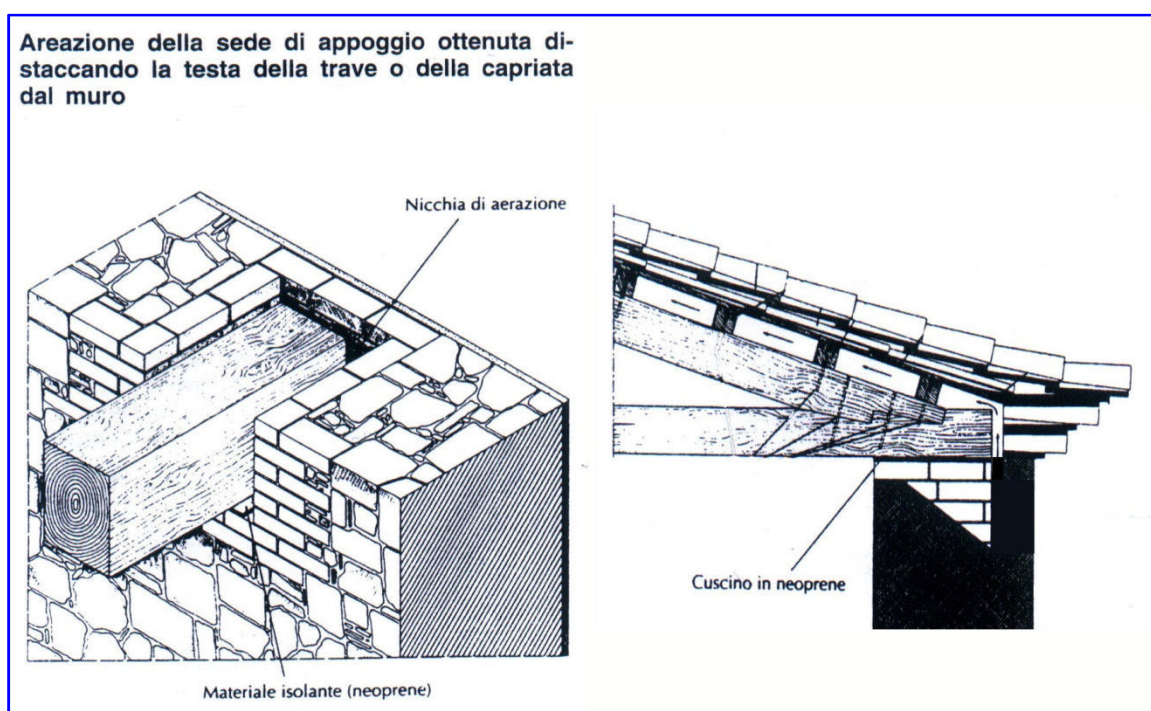 Areazione della sede di appoggio ottenuta di-
staccando la testa della trave o della capriata
dal muro
Nicchia di aerazione
Materiale isolante (neoprene)
Cuscino in neoprene